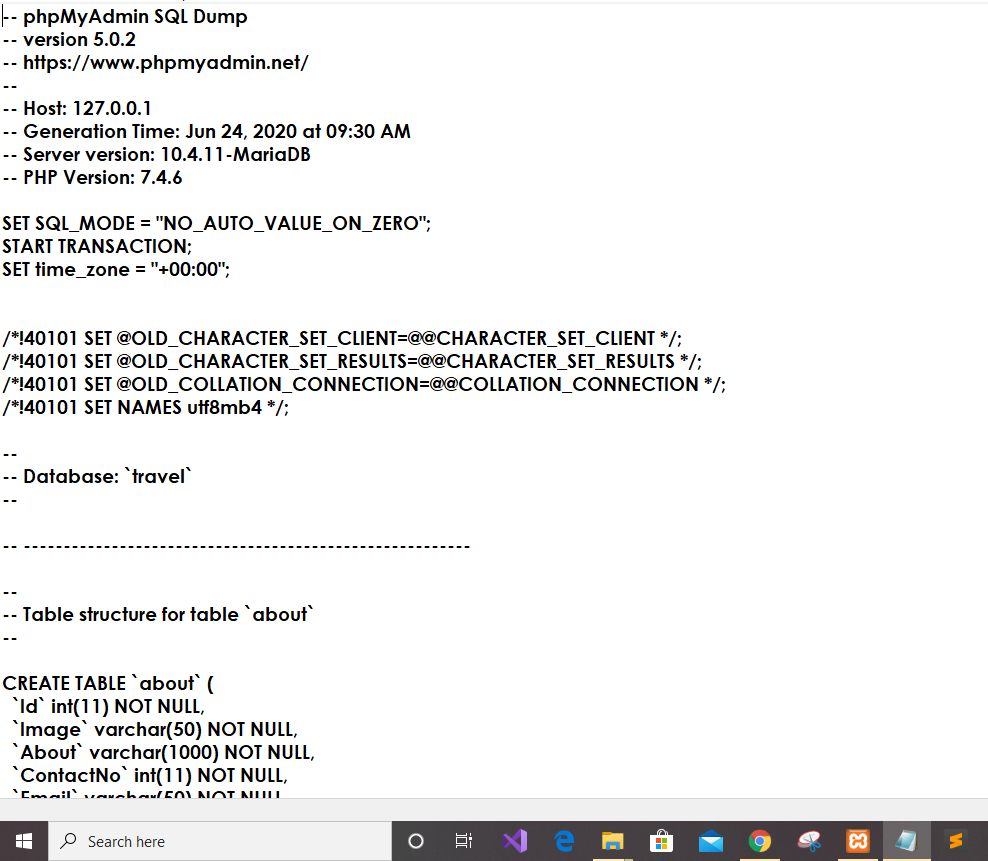 -- phpMyAdmin SQL Dump
-- version 5.0.2
-- https://www.phpmyadmin.net/
--
-- Host: 127.0.0.1
-- Generation Time: Jun 24, 2020 at 09:30 AM
-- Server version: 10.4.11-MariaDB
-- PHP Version: 7.4.6
SET SQL_MODE = "NO_AUTO_VALUE_ON_ZERO";
START TRANSACTION;
SET time_zone = "+00:00";
/*!40101 SET @OLD_CHARACTER_SET_CLIENT=@@CHARACTER_SET_CLIENT */;
/*!40101 SET @OLD_CHARACTER_SET_RESULTS=@@CHARACTER_SET_RESULTS */;
/*!40101 SET @OLD_COLLATION_CONNECTION=@@COLLATION_CONNECTION */;
/*!40101 SET NAMES utf8mb4 */;
--
-- Database: `travel`
--
-- --------------------------------------------------------
--
-- Table structure for table `about`
--
CREATE TABLE `about` (
`Id` int(11) NOT NULL,
`Image` varchar(50) NOT NULL,
`About` varchar(1000) NOT NULL,
`ContactNo` int(11) NOT NULL,
`Email` varchar(50) NOT NULL
Search here